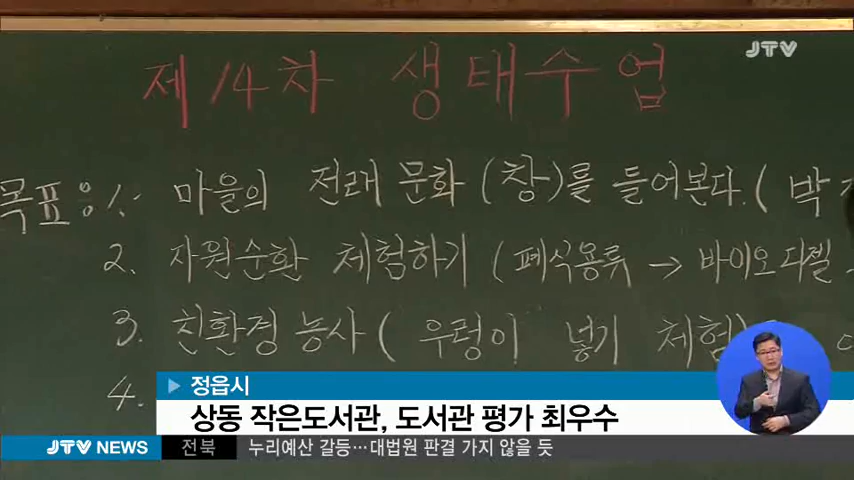 JTV
제14차 생태수업
목표 : 1. 마을의 전래 문화 (창)를 들어본다. (박
2. 자원순환 체험하기 (폐식용류 → 바이오디젤
3. 친환경 농사 ( 우렁이 넣기 체험)
4.
정읍시
상동 작은도서관, 도서관 평가 최우수
JTV NEWS 전북 누리예산 갈등…대법원 판결 가지 않을 듯